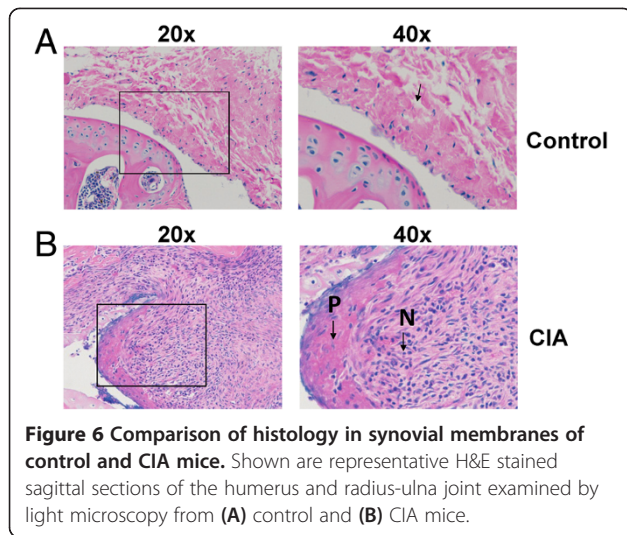 A
20x
40x
Control
B
20x
40x
P
N
CIA
Figure 6 Comparison of histology in synovial membranes of
control and CIA mice. Shown are representative H&E stained
sagittal sections of the humerus and radius-ulna joint examined by
light microscopy from (A) control and (B) CIA mice.